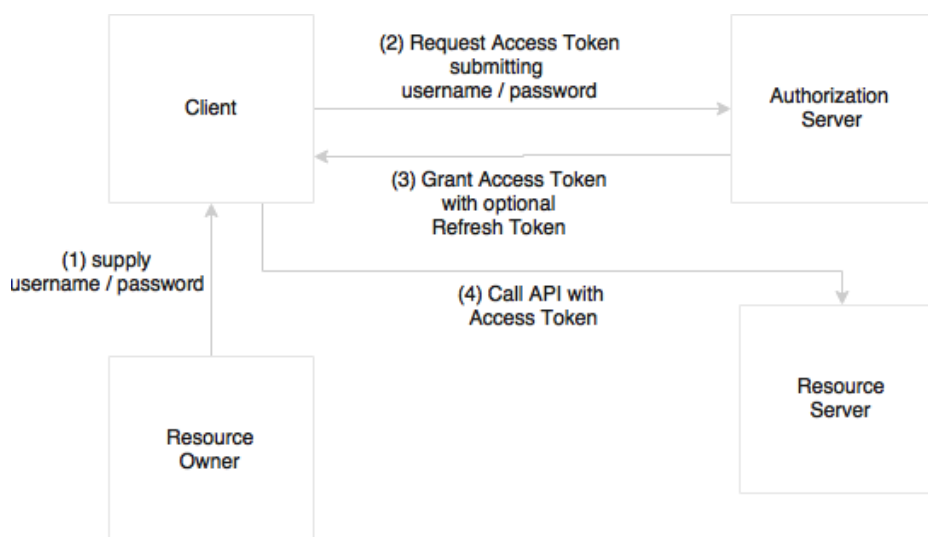 (2) Request Access Token
submitting
username / password
Client
Authorization
Server
(3) Grant Access Token
with optional
Refresh Token
(1) supply
username / password
(4) Call API with
Access Token
Resource
Server
Resource
Owner